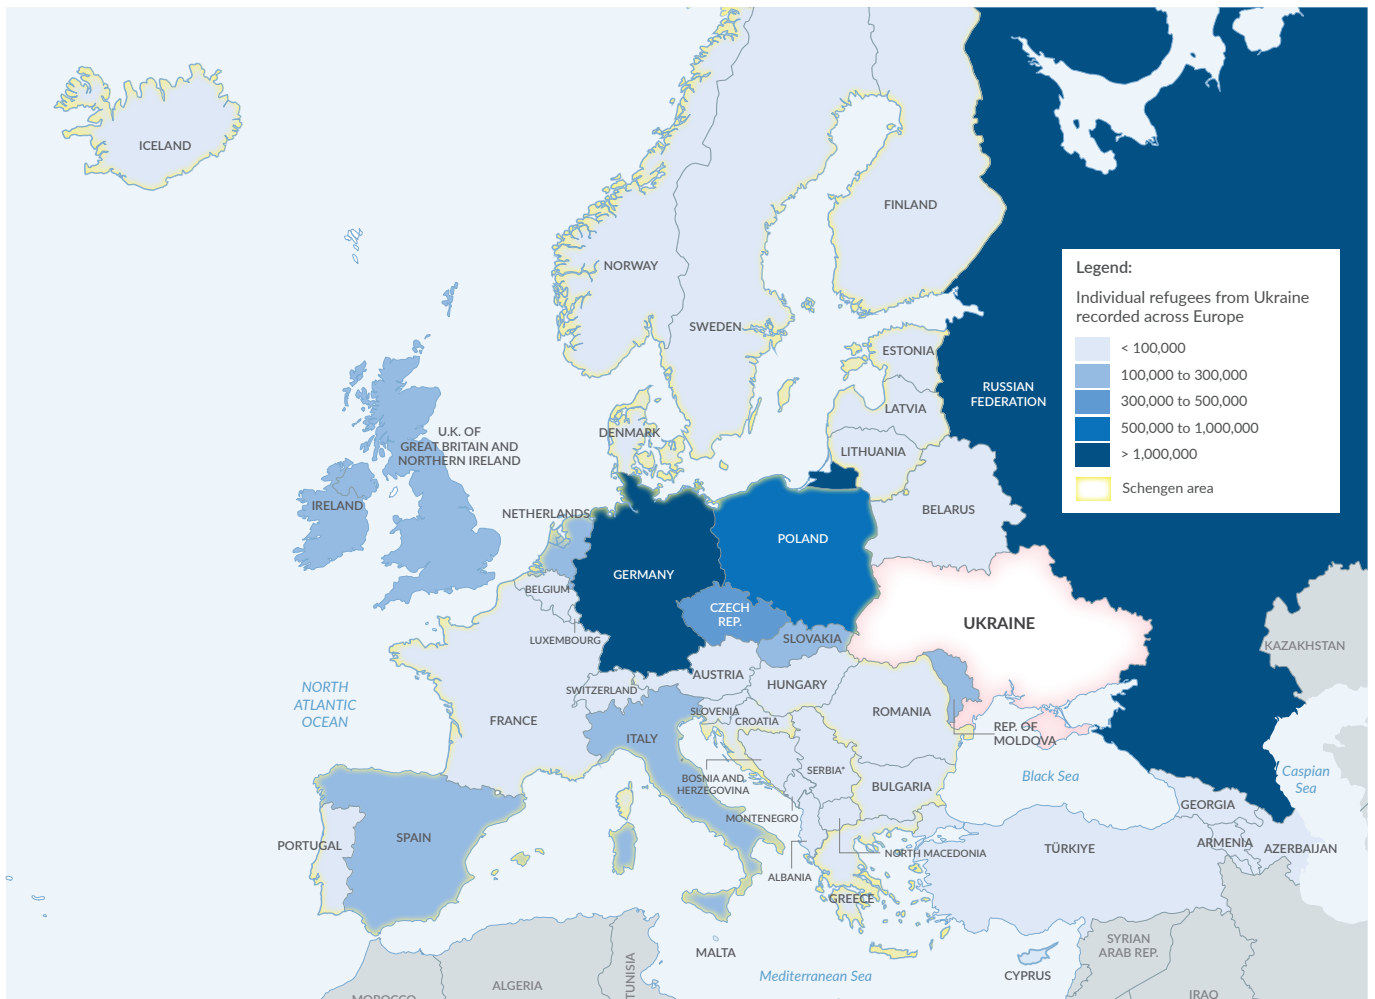 ICELAND
FINLAND
NORWAY
SWEDEN
ESTONIA
LATVIA
LITHUANIA
DENMARK
U.K. OF
GREAT BRITAIN AND
NORTHERN IRELAND
IRELAND
NETHERLANDS
BELARUS
RUSSIAN
FEDERATION
Legend:
Individual refugees from Ukraine
recorded across Europe
< 100,000
100,000 to 300,000
300,000 to 500,000
500,000 to 1,000,000
> 1,000,000
Schengen area
POLAND
GERMANY
BELGIUM
CZECH
REP.
UKRAINE
LUXEMBOURG
SLOVAKIA
KAZAKHSTAN
AUSTRIA
HUNGARY
SWITZERLAND
NORTH
ATLANTIC
OCEAN
FRANCE
SLOVENIA
CROATIA
ROMANIA
REP. OF
MOLDOVA
ITALY
SERBIA*
BOSNIA AND
HERZEGOVINA
BULGARIA
Black Sea
Caspian
Sea
MONTENEGRO
GEORGIA
PORTUGAL
SPAIN
NORTH MACEDONIA
TÜRKIYE
ARMENIA
AZERBAIJAN
ALBANIA
GREECE
MALTA
Mediterranean Sea
CYPRUS
SYRIAN
ARAB REP.
IRAQ
ALGERIA
TUNISIA
MOROCCO